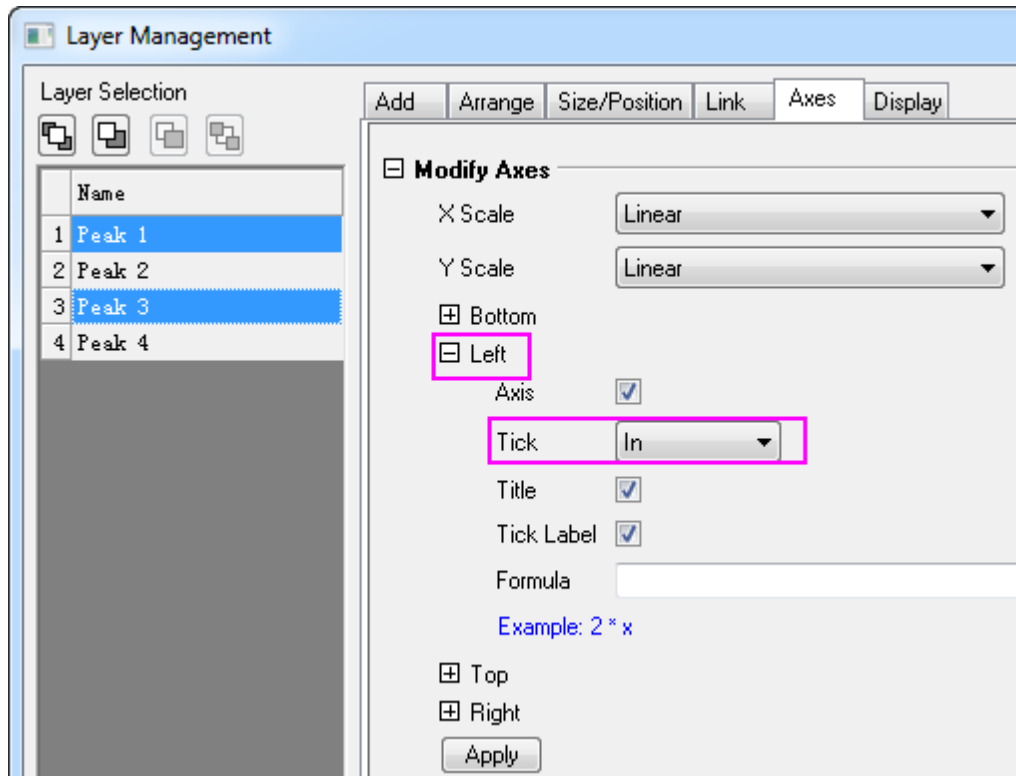 Layer Management
Layer Selection
Add Arrange Size/Position Link Axes Display
Name
1 Peak 1
2 Peak 2
3 Peak 3
4 Peak 4
Modify Axes
X Scale Linear
Y Scale Linear
Bottom
Left
Axis
Tick In
Title
Tick Label
Formula
Example: 2 * x
Top
Right
Apply